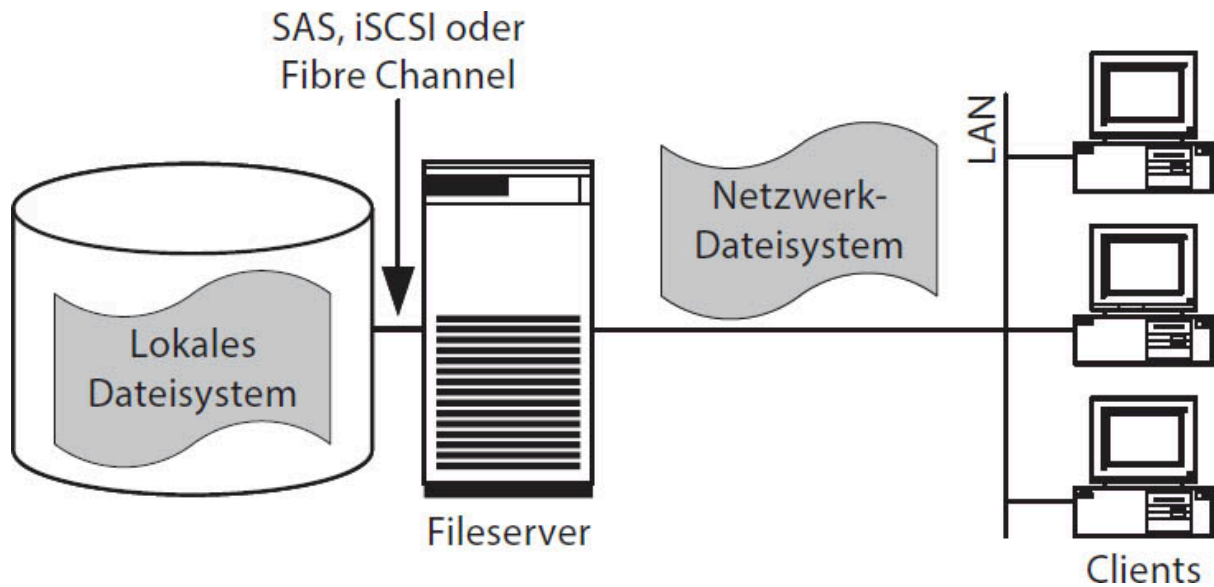 SAS, iSCSI oder
Fibre Channel
Lokales
Dateisystem
Fileserver
Netzwerk-
Dateisystem
LAN
Clients